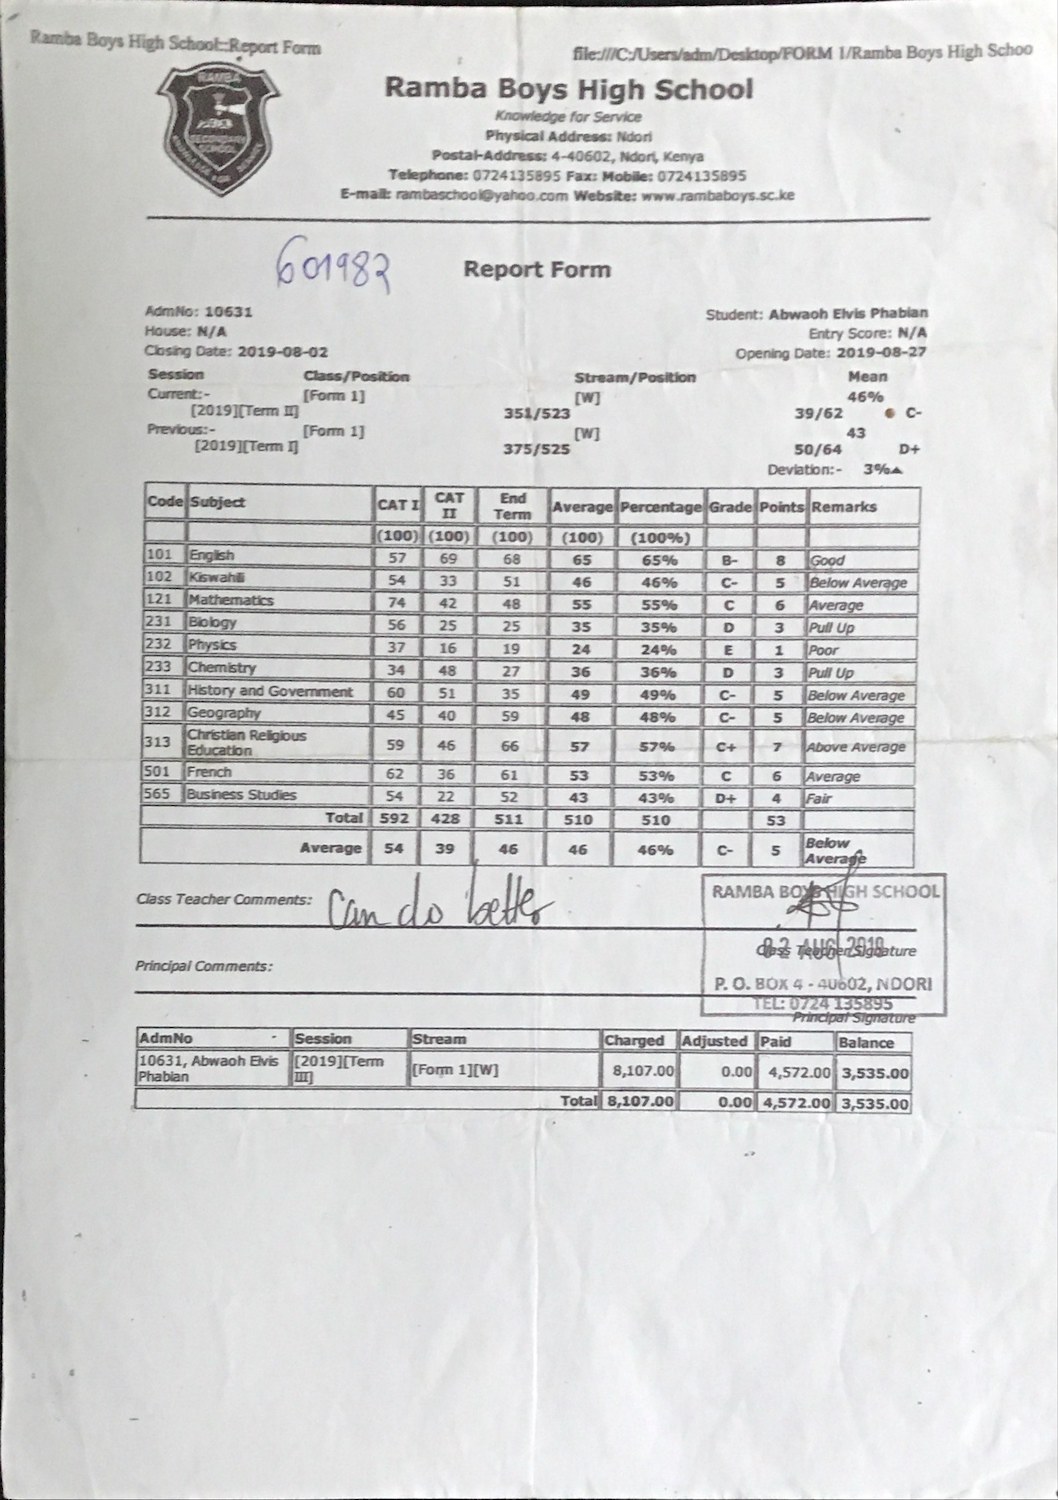 Ramba Boys High School::Report Form file:///C:/Users/adm/Desktop/FORM 1/Ramba Boys High Schoo
RAMBA
SECONDARY
SCHOOL
Ramba Boys High School
Knowledge for Service
Physical Address: Ndori
Postal-Address: 4-40602, Ndori, Kenya
Telephone: 0724135895 Fax: Mobile: 0724135895
E-mail: rambaschool@yahoo.com Website: www.rambaboys.sc.ke
601982
Report Form
AdmNo: 10631 Student: Abwaoh Elvis Phabian
House: N/A Entry Score: N/A
Closing Date: 2019-08-02 Opening Date: 2019-08-27
Session Class/Position Stream/Position Mean
Current:- [Form 1] [W] 46%
[2019][Term II] 351/523 39/62 C-
Previous:- [Form 1] [W] 43
[2019][Term I] 375/525 50/64 D+
Deviation:- 3%▲
Code Subject CAT I CAT II End Term Average Percentage Grade Points Remarks
(100) (100) (100) (100) (100%)
101 English 57 69 68 65 65% B- 8 Good
102 Kiswahili 54 33 51 46 46% C- 5 Below Average
121 Mathematics 74 42 48 55 55% C 6 Average
231 Biology 56 25 25 35 35% D 3 Pull Up
232 Physics 37 16 19 24 24% E 1 Poor
233 Chemistry 34 48 27 36 36% D 3 Pull Up
311 History and Government 60 51 35 49 49% C- 5 Below Average
312 Geography 45 40 59 48 48% C- 5 Below Average
313 Christian Religious Education 59 46 66 57 57% C+ 7 Above Average
501 French 62 36 61 53 53% C 6 Average
565 Business Studies 54 22 52 43 43% D+ 4 Fair
Total 592 428 511 510 510 53
Average 54 39 46 46 46% C- 5 Below Average
Class Teacher Comments: Can do better
RAMBA BOYS HIGH SCHOOL
02 AUG 2019
Class Teacher Signature
Principal Comments:
P. O. BOX 4 - 40602, NDORI
TEL: 0724 135895
Principal Signature
AdmNo Session Stream Charged Adjusted Paid Balance
10631, Abwaoh Elvis Phabian [2019][Term III] [Form 1][W] 8,107.00 0.00 4,572.00 3,535.00
Total 8,107.00 0.00 4,572.00 3,535.00